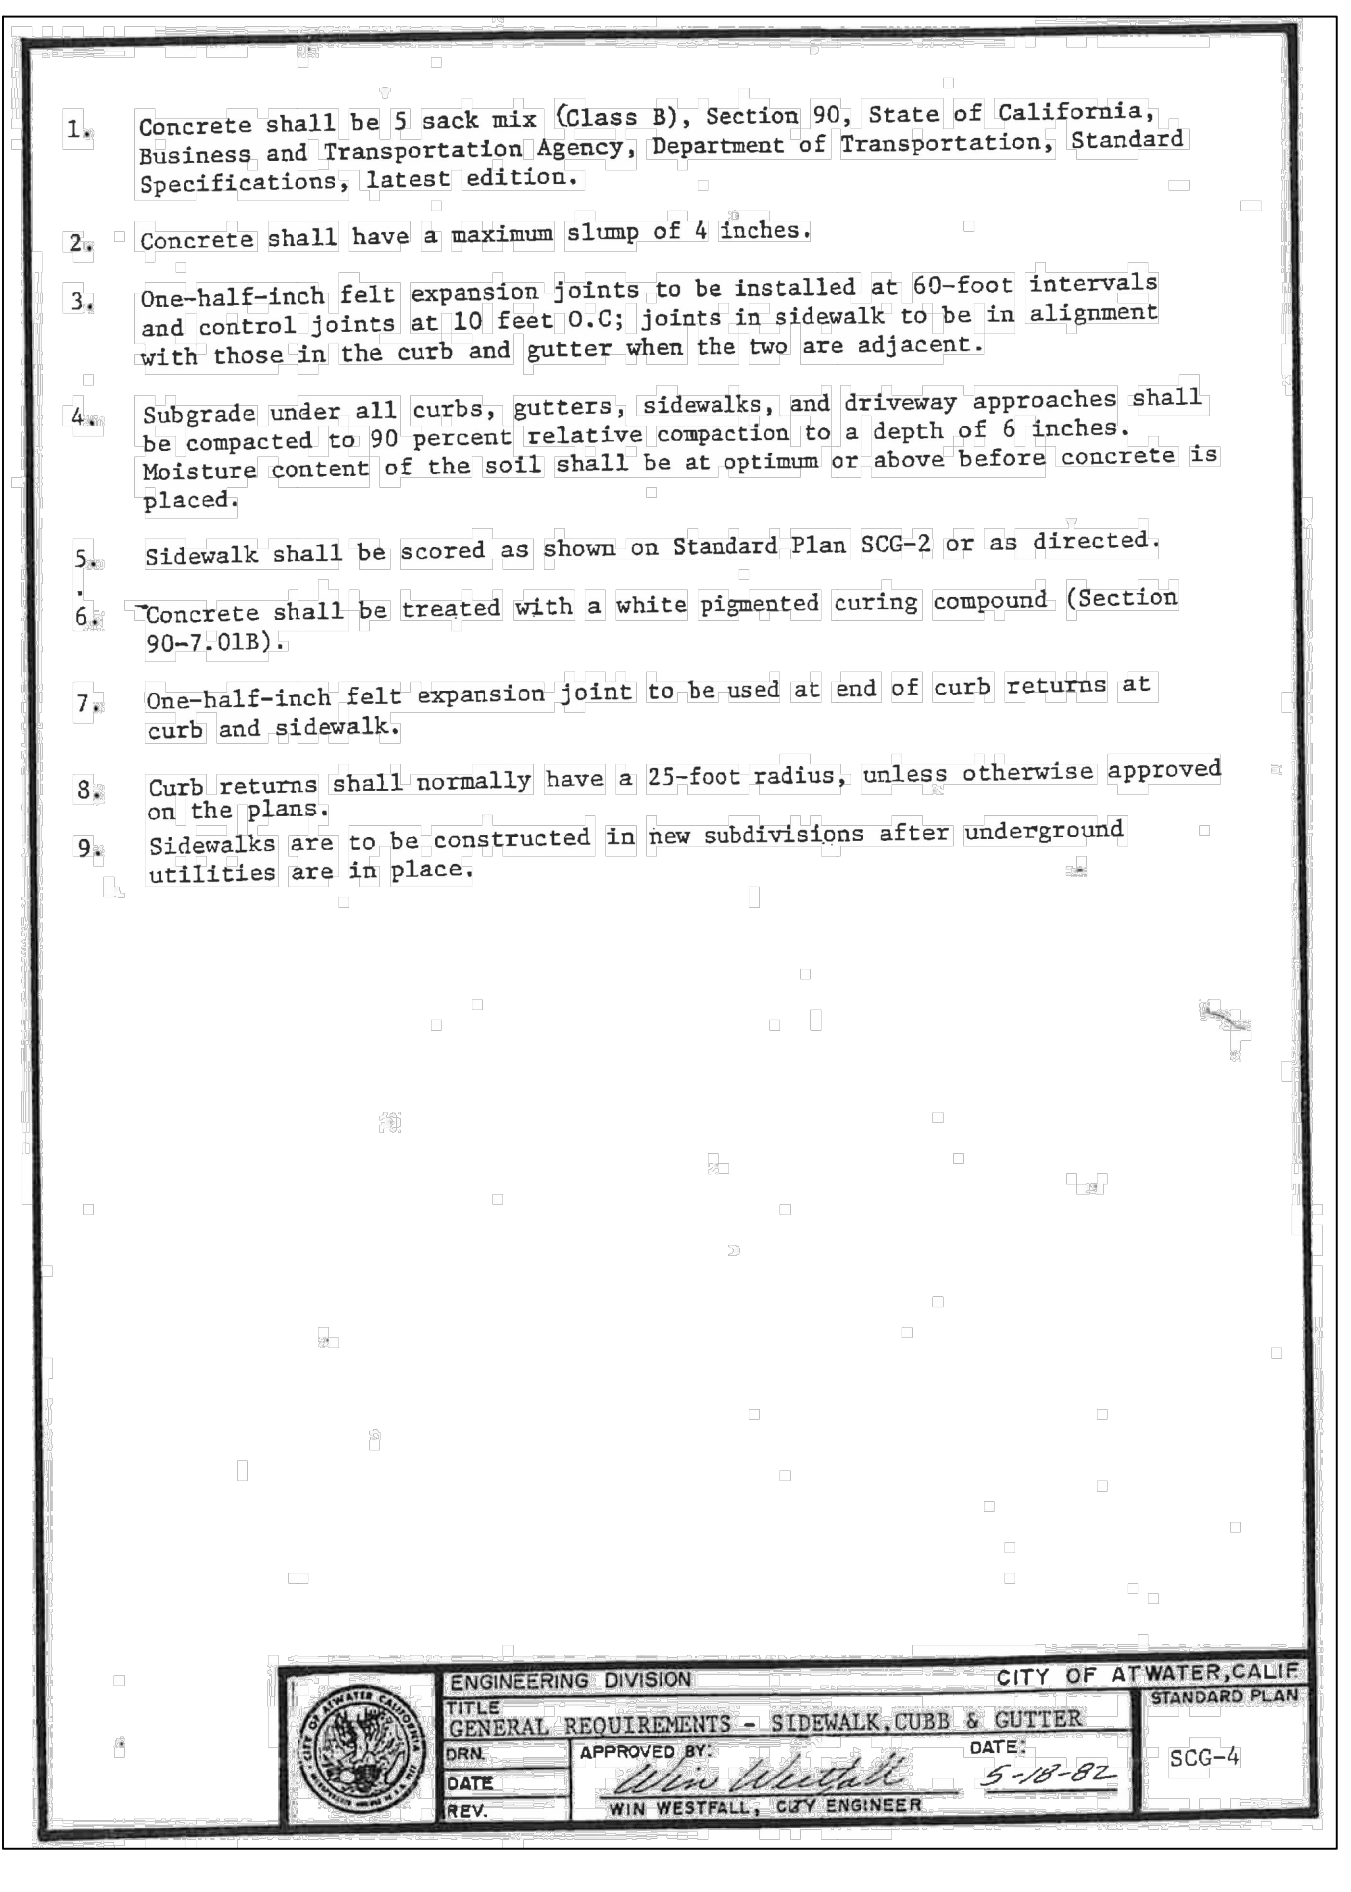 1. Concrete shall be 5 sack mix (Class B), Section 90, State of California,
Business and Transportation Agency, Department of Transportation, Standard
Specifications, latest edition.
2. Concrete shall have a maximum slump of 4 inches.
3. One-half-inch felt expansion joints to be installed at 60-foot intervals
and control joints at 10 feet O.C; joints in sidewalk to be in alignment
with those in the curb and gutter when the two are adjacent.
4. Subgrade under all curbs, gutters, sidewalks, and driveway approaches shall
be compacted to 90 percent relative compaction to a depth of 6 inches.
Moisture content of the soil shall be at optimum or above before concrete is
placed.
5. Sidewalk shall be scored as shown on Standard Plan SCG-2 or as directed.
6. Concrete shall be treated with a white pigmented curing compound (Section
90-7.01B).
7. One-half-inch felt expansion joint to be used at end of curb returns at
curb and sidewalk.
8. Curb returns shall normally have a 25-foot radius, unless otherwise approved
on the plans.
9. Sidewalks are to be constructed in new subdivisions after underground
utilities are in place.
ENGINEERING DIVISION CITY OF ATWATER, CALIF
TITLE STANDARD PLAN
GENERAL REQUIREMENTS - SIDEWALK, CUBB & GUTTER
DRN. APPROVED BY: DATE:
SCG-4
Win Westfall 5-18-82
DATE
REV. WIN WESTFALL, CITY ENGINEER
CITY OF ATWATER CALIFORNIA